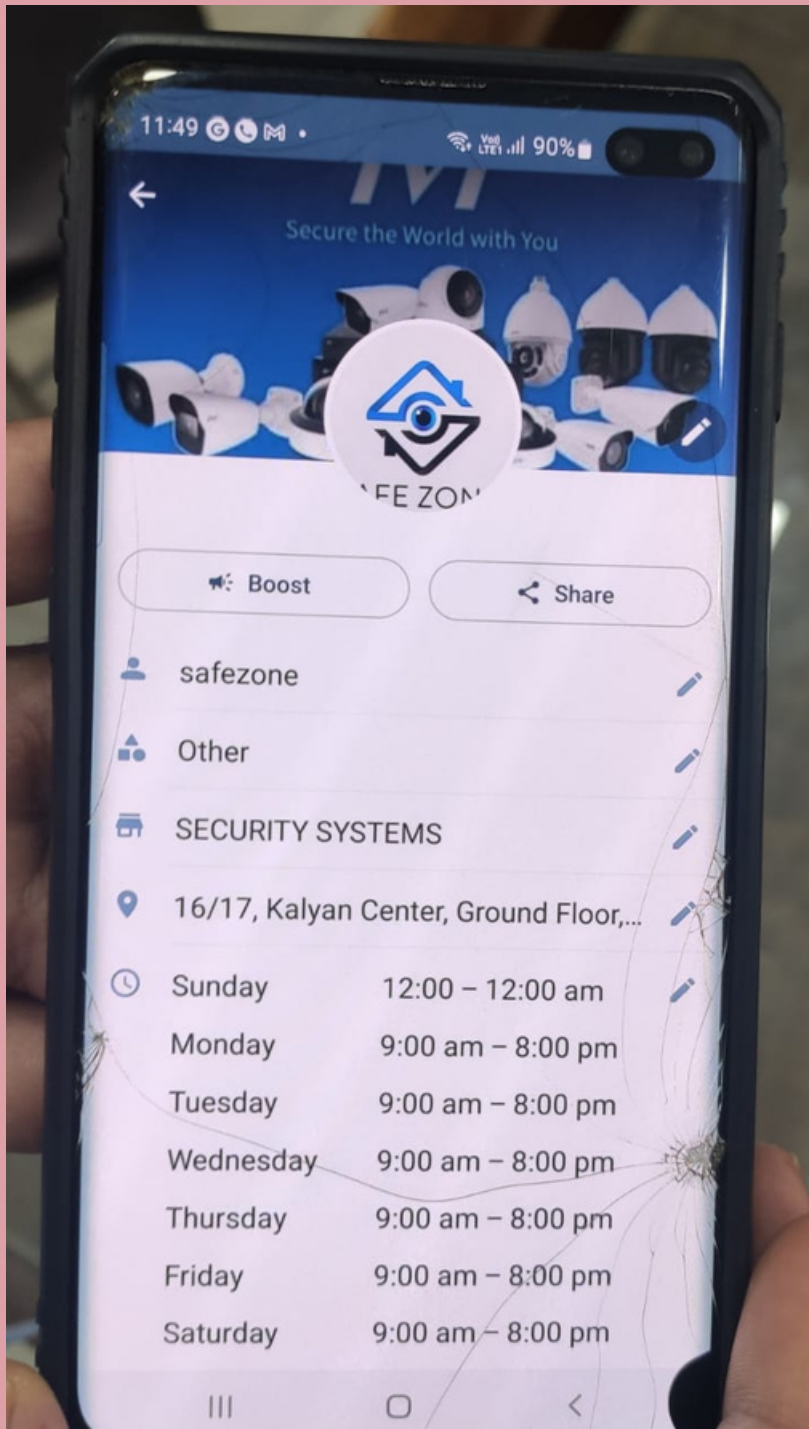 11:49
Vo))
LTE1 90%
Secure the World with You
AFE ZON
Boost
Share
safezone
Other
SECURITY SYSTEMS
16/17, Kalyan Center, Ground Floor,...
Sunday 12:00 – 12:00 am
Monday 9:00 am – 8:00 pm
Tuesday 9:00 am – 8:00 pm
Wednesday 9:00 am – 8:00 pm
Thursday 9:00 am – 8:00 pm
Friday 9:00 am – 8:00 pm
Saturday 9:00 am – 8:00 pm